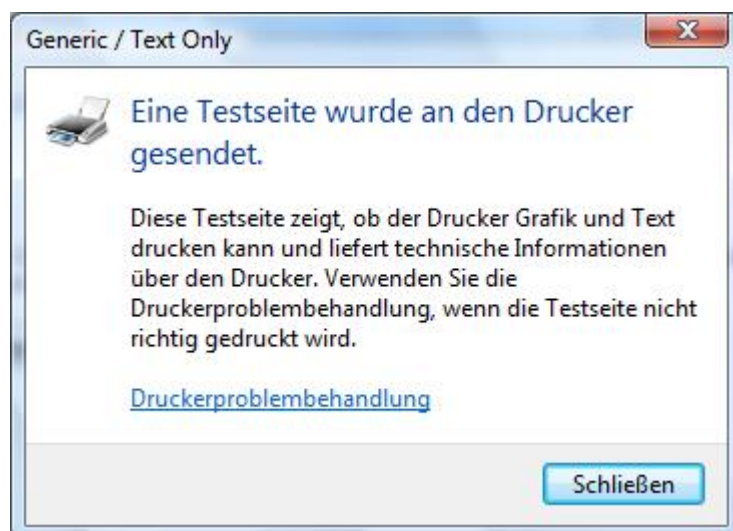 Generic / Text Only
Eine Testseite wurde an den Drucker
gesendet.
Diese Testseite zeigt, ob der Drucker Grafik und Text
drucken kann und liefert technische Informationen
über den Drucker. Verwenden Sie die
Druckerproblembehandlung, wenn die Testseite nicht
richtig gedruckt wird.
Druckerproblembehandlung
Schließen